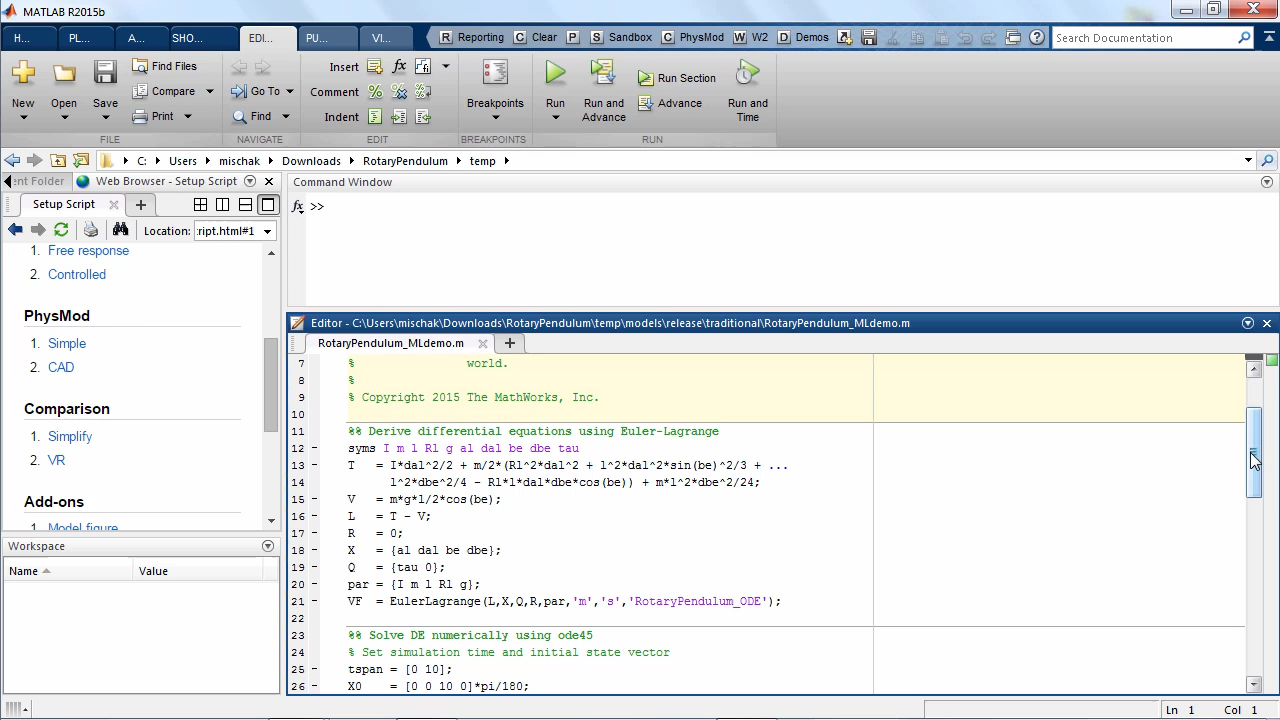 MATLAB R2015b
H... PL... A... SHO... EDI... PU... VI... R Reporting C Clear P S Sandbox C PhysMod W W2 D Demos Search Documentation
New Open Save Find Files Compare Print Go To Find Insert fx Comment Indent Breakpoints Run Run and Advance Run Section Advance Run and Time
FILE NAVIGATE EDIT BREAKPOINTS RUN
C: Users mischak Downloads RotaryPendulum temp
ent Folder Web Browser - Setup Script
Setup Script
Location: :ript.html#1
1. Free response
2. Controlled
PhysMod
1. Simple
2. CAD
Comparison
1. Simplify
2. VR
Add-ons
1. Model figure
Workspace
Name Value
Command Window
fx >>
Editor - C:\Users\mischak\Downloads\RotaryPendulum\temp\models\release\traditional\RotaryPendulum_MLdemo.m
RotaryPendulum_MLdemo.m
7 % world.
8 %
9 % Copyright 2015 The MathWorks, Inc.
10
11 %% Derive differential equations using Euler-Lagrange
12 - syms I m l Rl g al dal be dbe tau
13 - T = I*dal^2/2 + m/2*(Rl^2*dal^2 + l^2*dal^2*sin(be)^2/3 + ...
14 l^2*dbe^2/4 - Rl*l*dal*dbe*cos(be)) + m*l^2*dbe^2/24;
15 - V = m*g*l/2*cos(be);
16 - L = T - V;
17 - R = 0;
18 - X = {al dal be dbe};
19 - Q = {tau 0};
20 - par = {I m l Rl g};
21 - VF = EulerLagrange(L,X,Q,R,par,'m','s','RotaryPendulum_ODE');
22
23 %% Solve DE numerically using ode45
24 % Set simulation time and initial state vector
25 - tspan = [0 10];
26 - X0 = [0 0 10 0]*pi/180;
Ln 1 Col 1